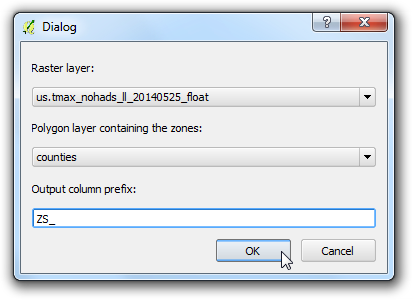 Dialog
Raster layer:
us.tmax_nohads_ll_20140525_float
Polygon layer containing the zones:
counties
Output column prefix:
ZS_
OK Cancel